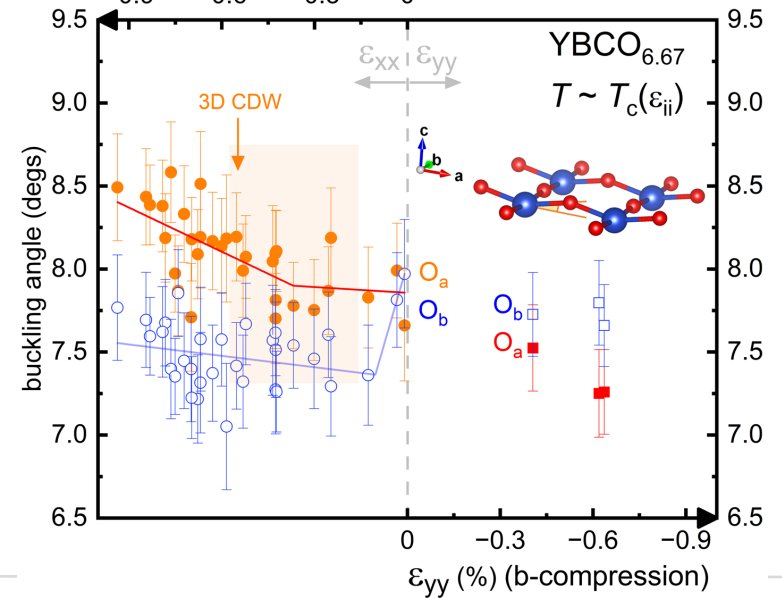 0
9.5
9.5
YBCO6.67
εxx
εyy
T ~ Tc(εii)
9.0
9.0
3D CDW
c
b
a
8.5
8.5
buckling angle (degs)
8.0
8.0
Oa
Ob
Ob
Oa
7.5
7.5
7.0
7.0
6.5
6.5
0
−0.3
−0.6
−0.9
εyy (%) (b-compression)